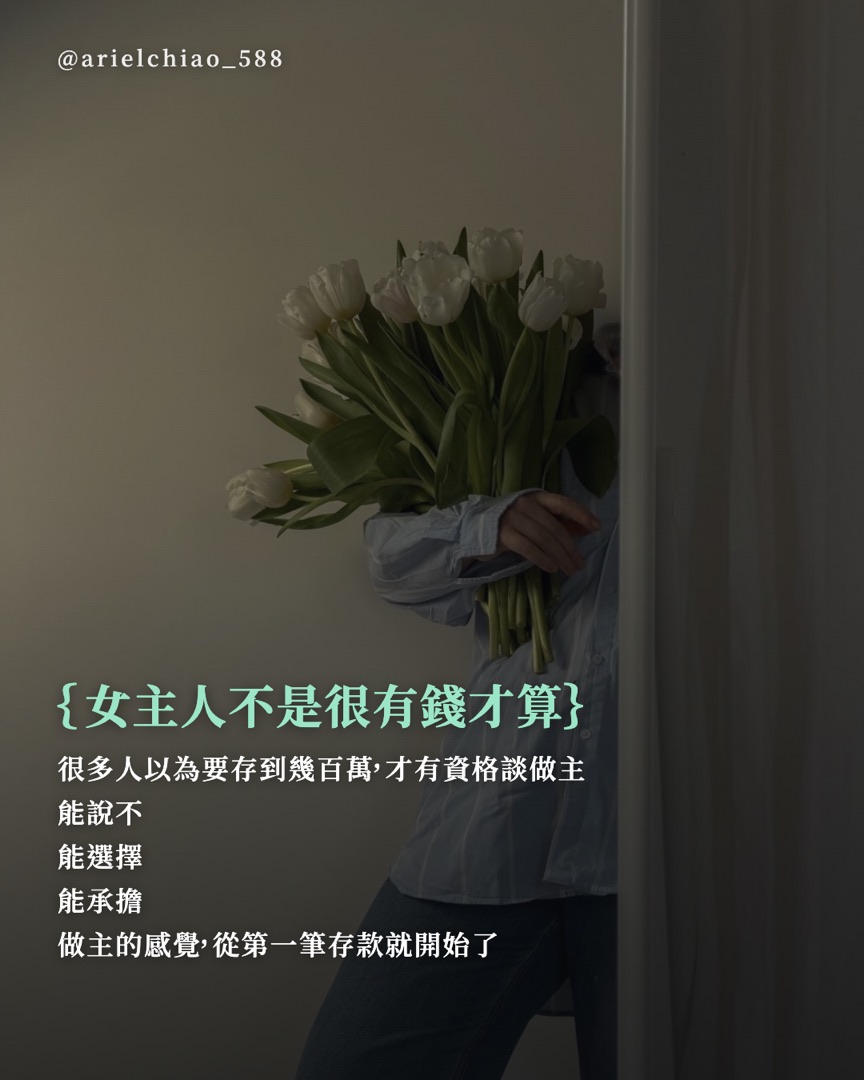 @arielchiao_588
{女主人不是很有錢才算}
很多人以為要存到幾百萬，才有資格談做主
能說不
能選擇
能承擔
做主的感覺，從第一筆存款就開始了